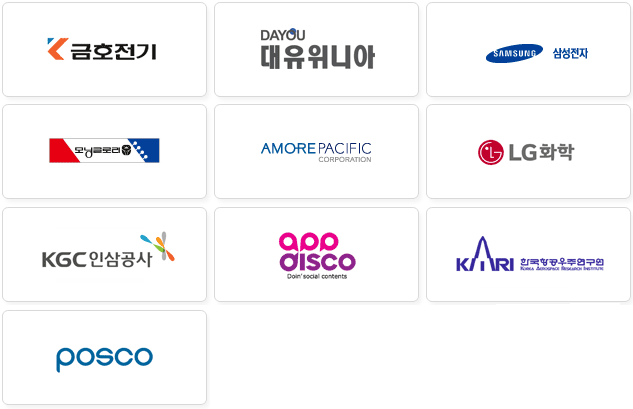 금호전기
DAYOU
대유위니아
SAMSUNG 삼성전자
모닝글로리
AMOREPACIFIC
CORPORATION
LG화학
KGC인삼공사
app
disco
Doin' social contents
KARI 한국항공우주연구원
KOREA AEROSPACE RESEARCH INSTITUTE
posco